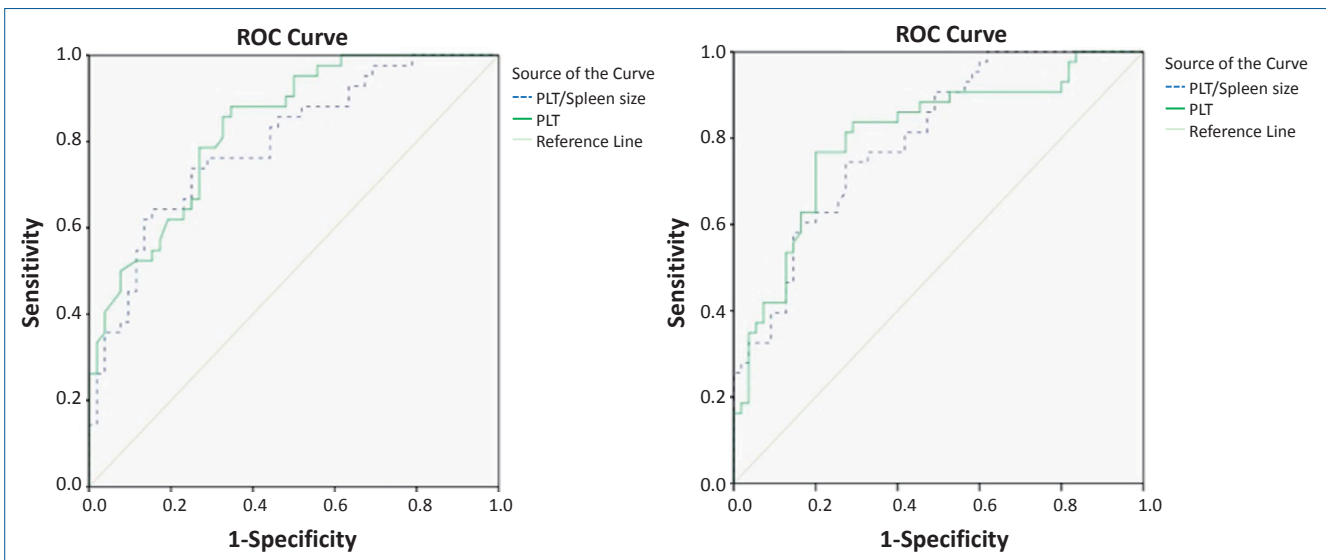 ROC Curve
1.0
0.8
0.6
0.4
0.2
0.0
Sensitivity
0.0 0.2 0.4 0.6 0.8 1.0
1-Specificity
Source of the Curve
PLT/Spleen size
PLT
Reference Line
ROC Curve
1.0
0.8
0.6
0.4
0.2
0.0
Sensitivity
0.0 0.2 0.4 0.6 0.8 1.0
1-Specificity
Source of the Curve
PLT/Spleen size
PLT
Reference Line